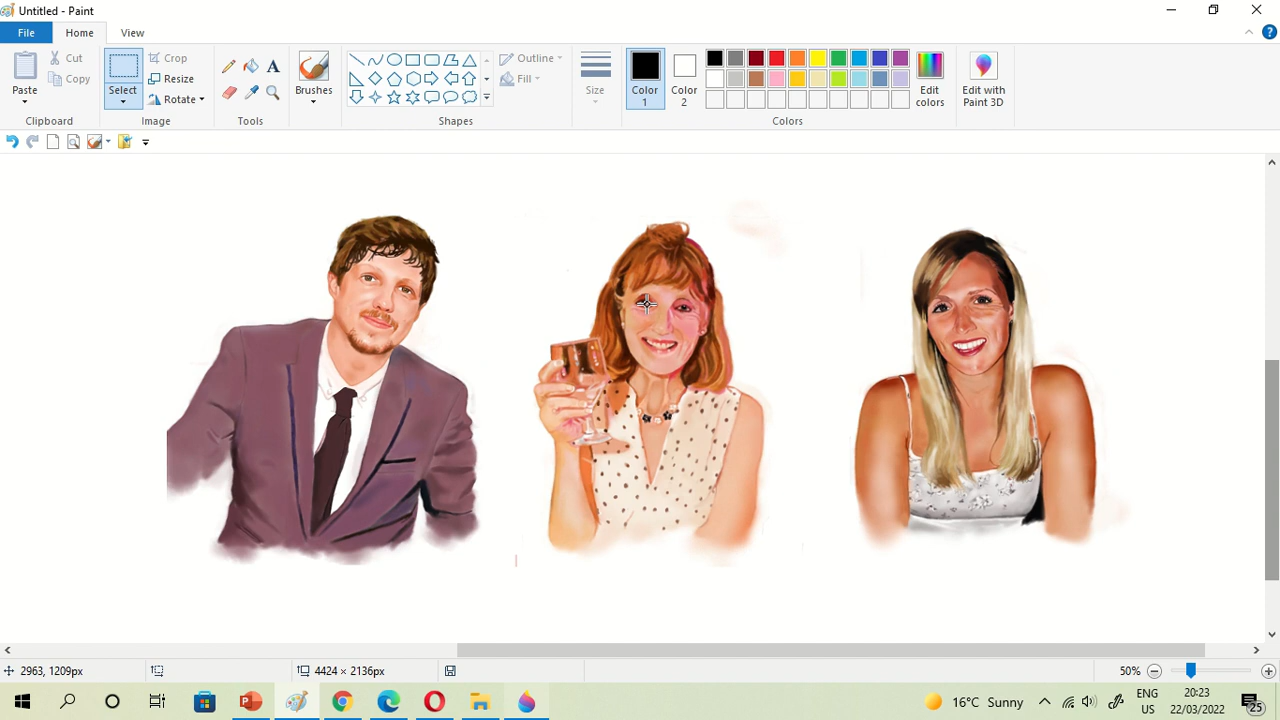 Untitled - Paint
File Home View
Paste
Cut
Copy
Clipboard
Select
Crop
Resize
Rotate
Image
A
Tools
Brushes
Outline
Fill
Shapes
Size
Color 1
Color 2
Edit colors
Edit with Paint 3D
Colors
2963, 1209px
4424 × 2136px
50%
16°C Sunny
ENG
US
20:23
22/03/2022
25